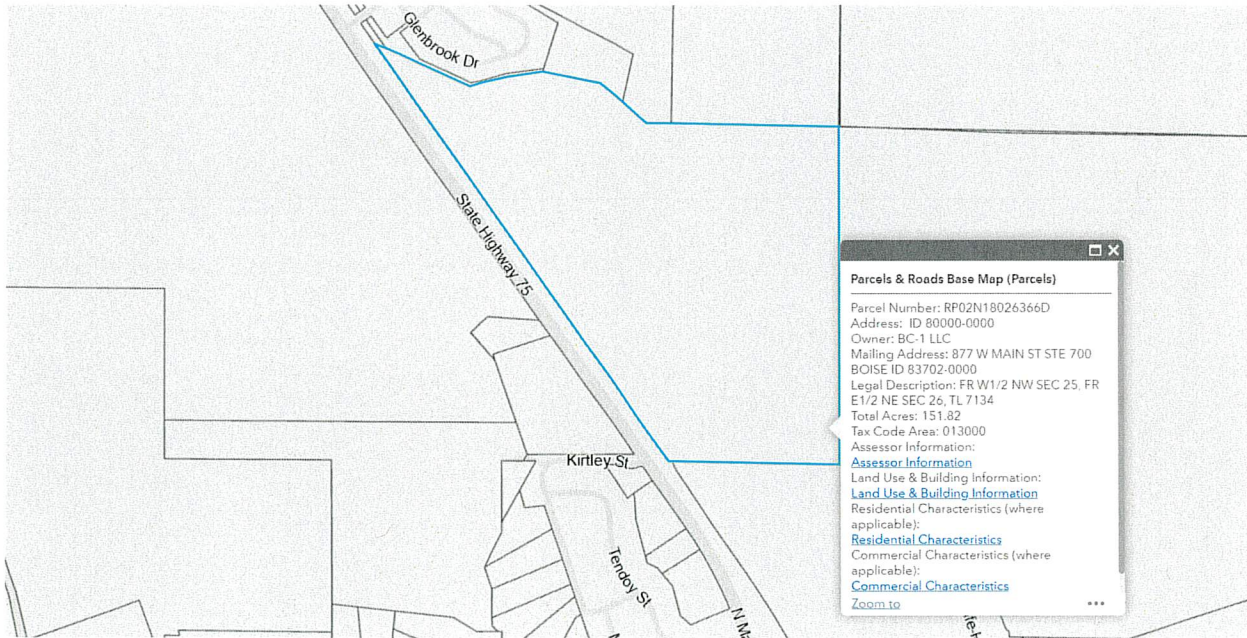 Glenbrook Dr
State Highway 75
Kirtley St
Tendoy St
Parcels & Roads Base Map (Parcels)
Parcel Number: RP02N18026366D
Address: ID 80000-0000
Owner: BC-1 LLC
Mailing Address: 877 W MAIN ST STE 700
BOISE ID 83702-0000
Legal Description: FR W1/2 NW SEC 25, FR
E1/2 NE SEC 26, TL 7134
Total Acres: 151.82
Tax Code Area: 013000
Assessor Information:
Assessor Information
Land Use & Building Information:
Land Use & Building Information
Residential Characteristics (where
applicable):
Residential Characteristics
Commercial Characteristics (where
applicable):
Commercial Characteristics
Zoom to